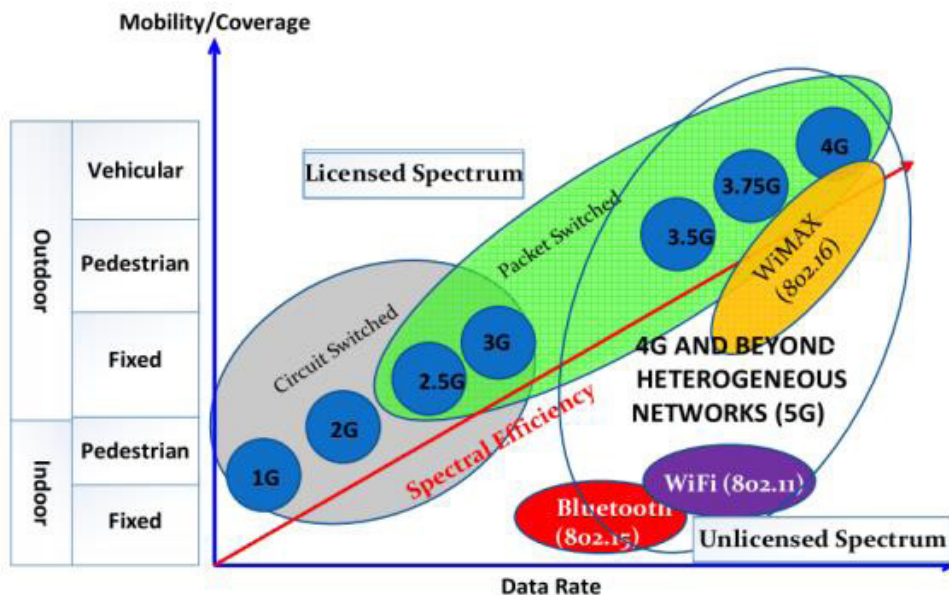 Mobility/Coverage
Outdoor
Vehicular
Pedestrian
Fixed
Indoor
Pedestrian
Fixed
Licensed Spectrum
Circuit Switched
Packet Switched
1G
2G
2.5G
3G
3.5G
3.75G
4G
WiMAX
(802.16)
Spectral Efficiency
4G AND BEYOND
HETEROGENEOUS
NETWORKS (5G)
WiFi (802.11)
Bluetooth
(802.15)
Unlicensed Spectrum
Data Rate